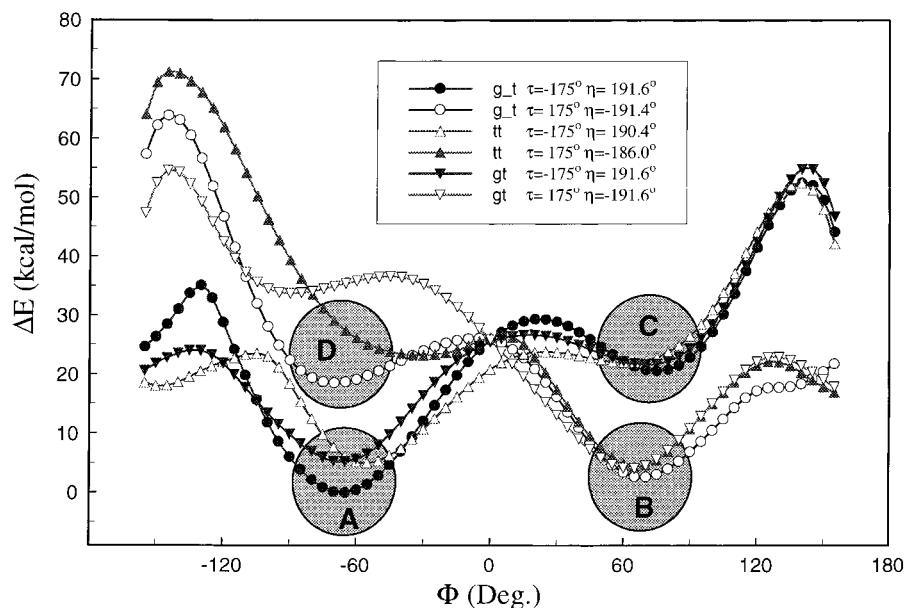 80
70
60
50
40
30
20
10
0
ΔE (kcal/mol)
g_t τ=-175° η= 191.6°
g_t τ= 175° η=-191.4°
tt τ=-175° η= 190.4°
tt τ= 175° η=-186.0°
gt τ=-175° η= 191.6°
gt τ= 175° η=-191.6°
D
C
A
B
-120
-60
0
60
120
180
Φ (Deg.)